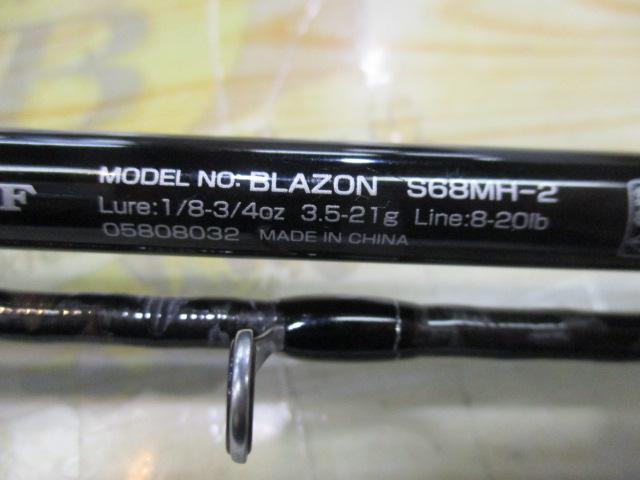 MODEL NO: BLAZON S68MH-2
F Lure:1/8-3/4oz 3.5-21g Line:8-20lb
05808032 MADE IN CHINA